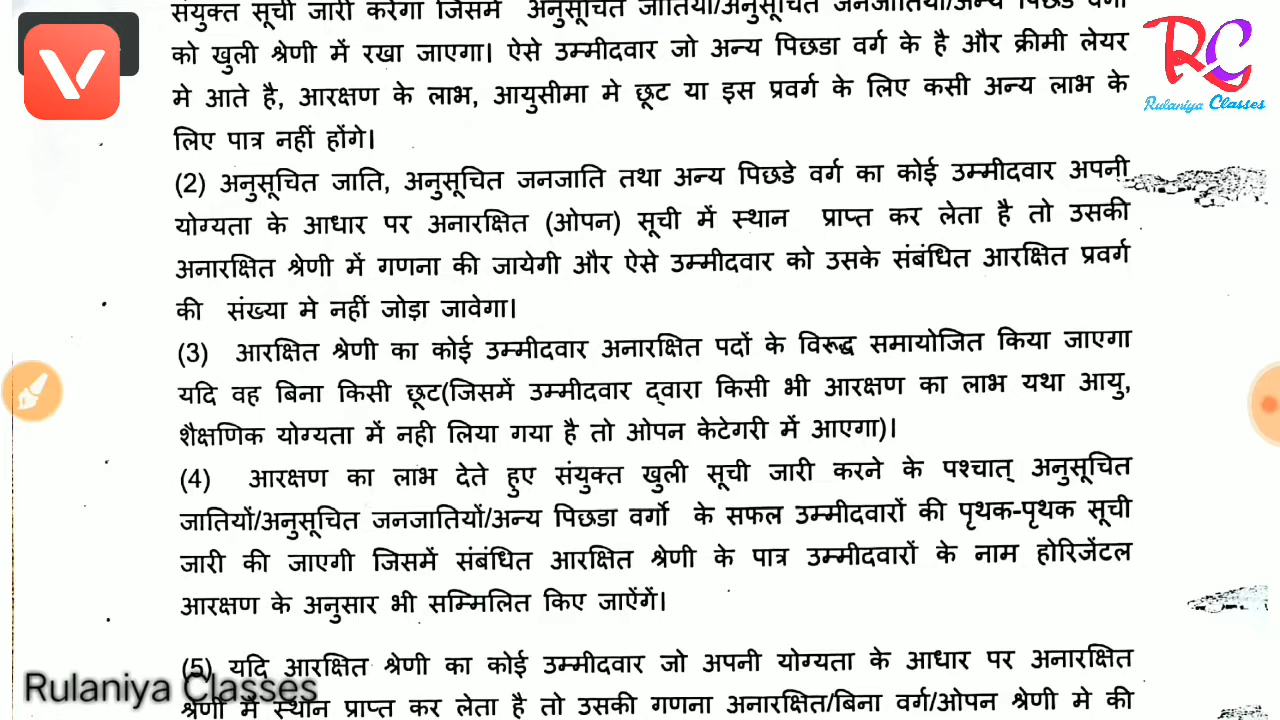 संयुक्त सूची जारी करेगा जिसमें अनुसूचित जातियों/अनुसूचित जनजातियों/अन्य पिछडा वर्गों
को खुली श्रेणी में रखा जाएगा। ऐसे उम्मीदवार जो अन्य पिछडा वर्ग के है और क्रीमी लेयर
मे आते है, आरक्षण के लाभ, आयुसीमा मे छूट या इस प्रवर्ग के लिए कसी अन्य लाभ के
लिए पात्र नहीं होंगे।
RG
Rulaniya Classes
(2) अनुसूचित जाति, अनुसूचित जनजाति तथा अन्य पिछडे वर्ग का कोई उम्मीदवार अपनी
योग्यता के आधार पर अनारक्षित (ओपन) सूची में स्थान प्राप्त कर लेता है तो उसकी
अनारक्षित श्रेणी में गणना की जायेगी और ऐसे उम्मीदवार को उसके संबंधित आरक्षित प्रवर्ग
की संख्या मे नहीं जोड़ा जावेगा।
(3) आरक्षित श्रेणी का कोई उम्मीदवार अनारक्षित पदों के विरूद्ध समायोजित किया जाएगा
यदि वह बिना किसी छूट(जिसमें उम्मीदवार द्वारा किसी भी आरक्षण का लाभ यथा आयु,
शैक्षणिक योग्यता में नही लिया गया है तो ओपन केटेगरी में आएगा)।
(4) आरक्षण का लाभ देते हुए संयुक्त खुली सूची जारी करने के पश्चात् अनुसूचित
जातियों/अनुसूचित जनजातियों/अन्य पिछडा वर्गो के सफल उम्मीदवारों की पृथक-पृथक सूची
जारी की जाएगी जिसमें संबंधित आरक्षित श्रेणी के पात्र उम्मीदवारों के नाम होरिजेंटल
आरक्षण के अनुसार भी सम्मिलित किए जाऐंगें।
(5) यदि आरक्षित श्रेणी का कोई उम्मीदवार जो अपनी योग्यता के आधार पर अनारक्षित
श्रेणी में स्थान प्राप्त कर लेता है तो उसकी गणना अनारक्षित/बिना वर्ग/ओपन श्रेणी मे की
Rulaniya Classes